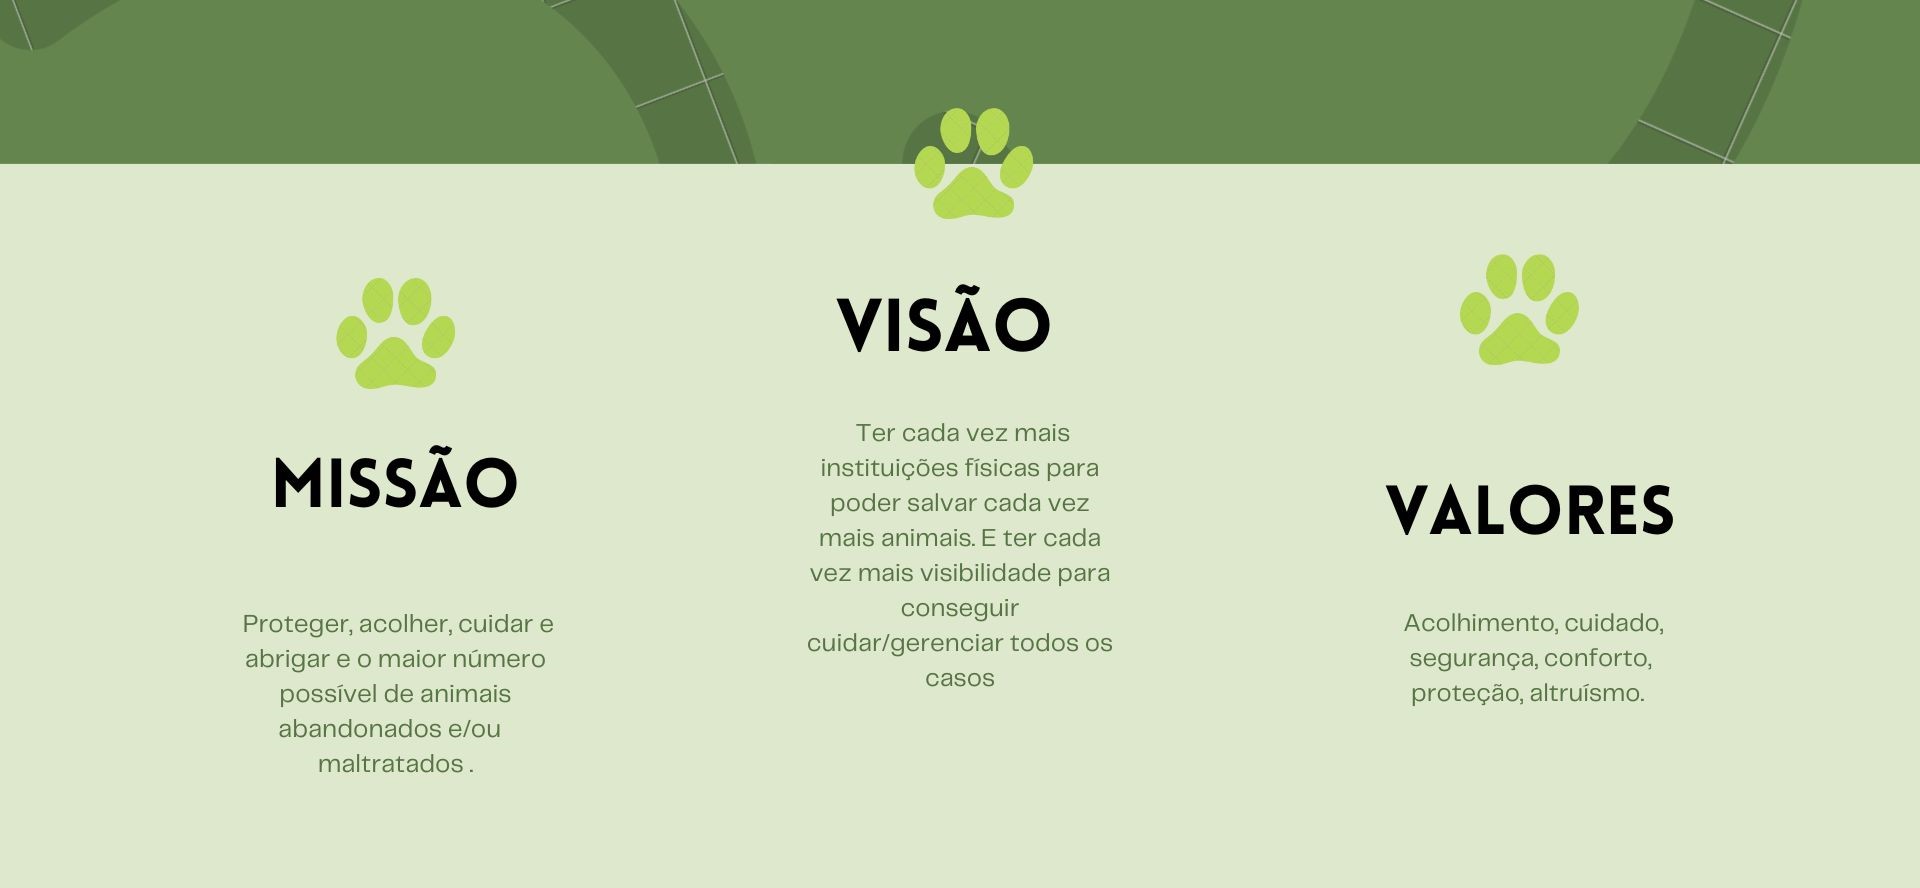 MISSÃO
Proteger, acolher, cuidar e
abrigar e o maior número
possível de animais
abandonados e/ou
maltratados .
VISÃO
Ter cada vez mais
instituições físicas para
poder salvar cada vez
mais animais. E ter cada
vez mais visibilidade para
conseguir
cuidar/gerenciar todos os
casos
VALORES
Acolhimento, cuidado,
segurança, conforto,
proteção, altruísmo.